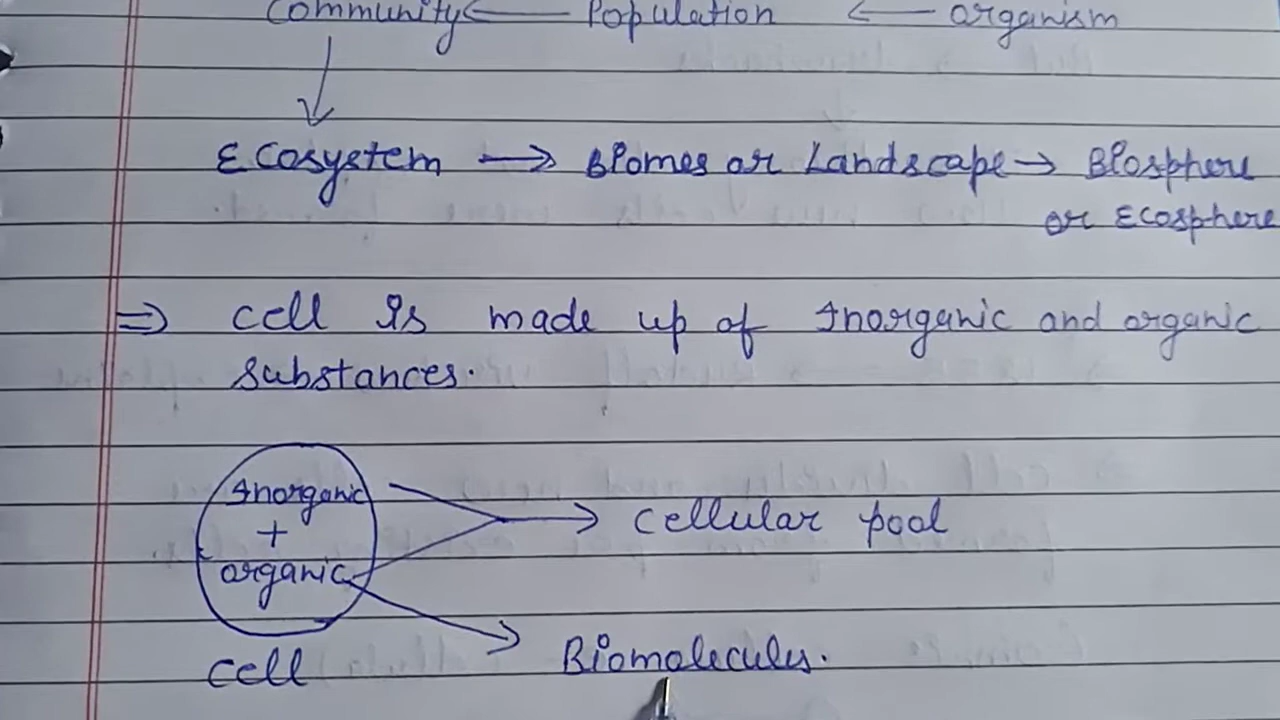 Community ← Population ← organism
↓
Ecosystem → Biomes or Landscape → Biosphere
or Ecosphere
⇒ cell is made up of Inorganic and organic
substances.
Inorganic
+
organic
→ cellular pool
→ Biomolecules.
cell